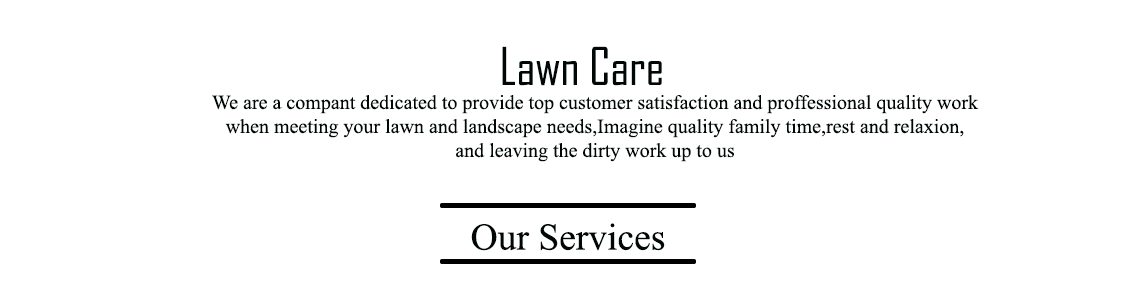 Lawn Care
We are a compant dedicated to provide top customer satisfaction and proffessional quality work
when meeting your lawn and landscape needs,Imagine quality family time,rest and relaxion,
and leaving the dirty work up to us
Our Services